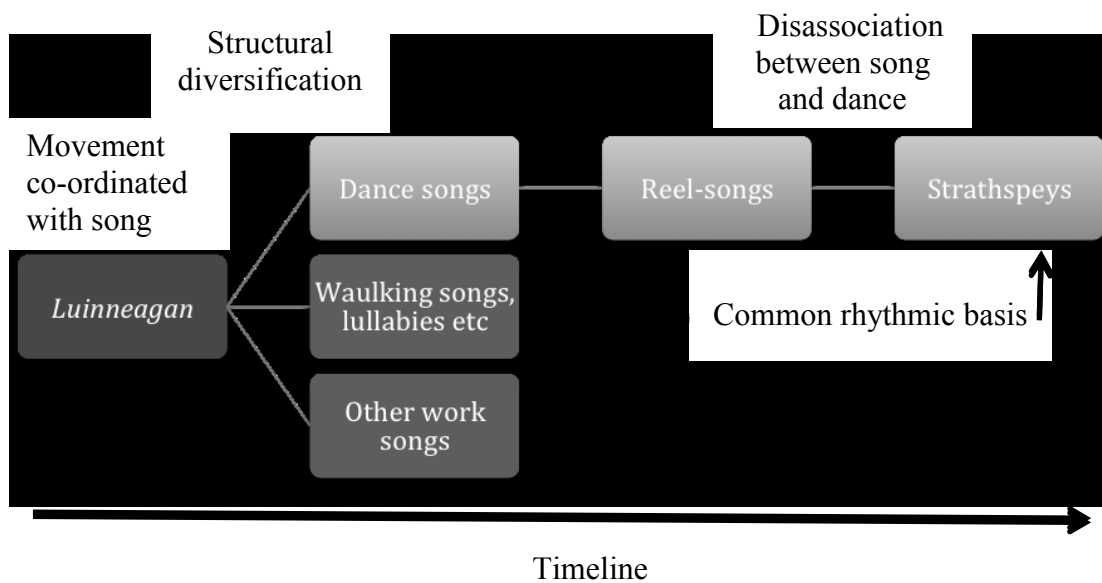 Structural
diversification
Disassociation
between song
and dance
Movement
co-ordinated
with song
Dance songs
Reel-songs
Strathspeys
Luinneagan
Waulking songs,
lullabies etc
Common rhythmic basis
Other work
songs
Timeline